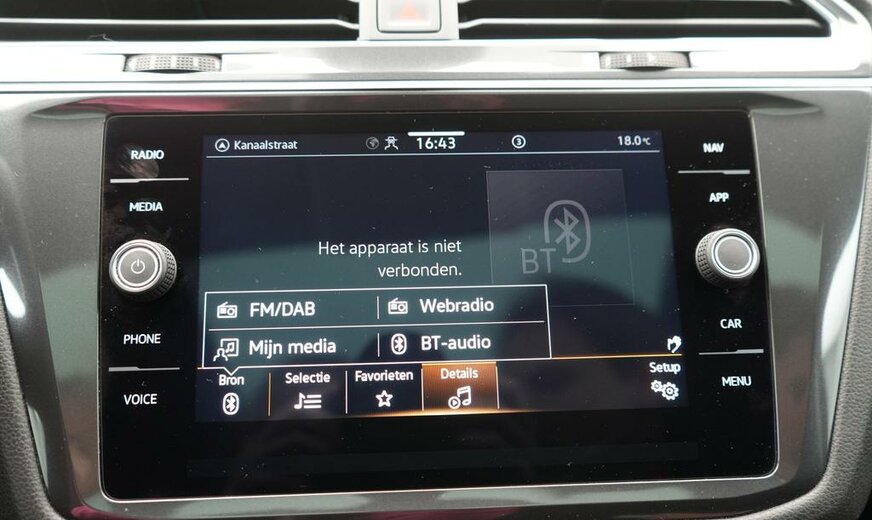 RADIO
MEDIA
PHONE
VOICE
Kanaalstraat
16:43
3
18.0°C
Het apparaat is niet
verbonden.
BT
FM/DAB
Webradio
Mijn media
BT-audio
Bron
Selectie
Favorieten
Details
Setup
NAV
APP
CAR
MENU